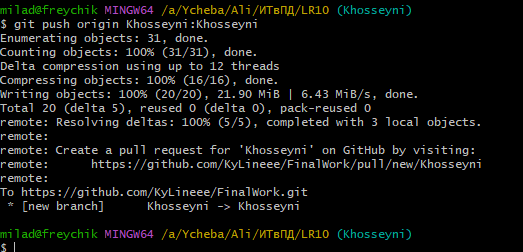 milad@freychik MINGW64 /a/Ycheba/Ali/ИТвПД/LR10 (Khosseyni)
$ git push origin Khosseyni:Khosseyni
Enumerating objects: 31, done.
Counting objects: 100% (31/31), done.
Delta compression using up to 12 threads
Compressing objects: 100% (16/16), done.
Writing objects: 100% (20/20), 21.90 MiB | 6.43 MiB/s, done.
Total 20 (delta 5), reused 0 (delta 0), pack-reused 0
remote: Resolving deltas: 100% (5/5), completed with 3 local objects.
remote:
remote: Create a pull request for 'Khosseyni' on GitHub by visiting:
remote:      https://github.com/KyLineee/FinalWork/pull/new/Khosseyni
remote:
To https://github.com/KyLineee/FinalWork.git
 * [new branch]      Khosseyni -> Khosseyni
milad@freychik MINGW64 /a/Ycheba/Ali/ИТвПД/LR10 (Khosseyni)
$